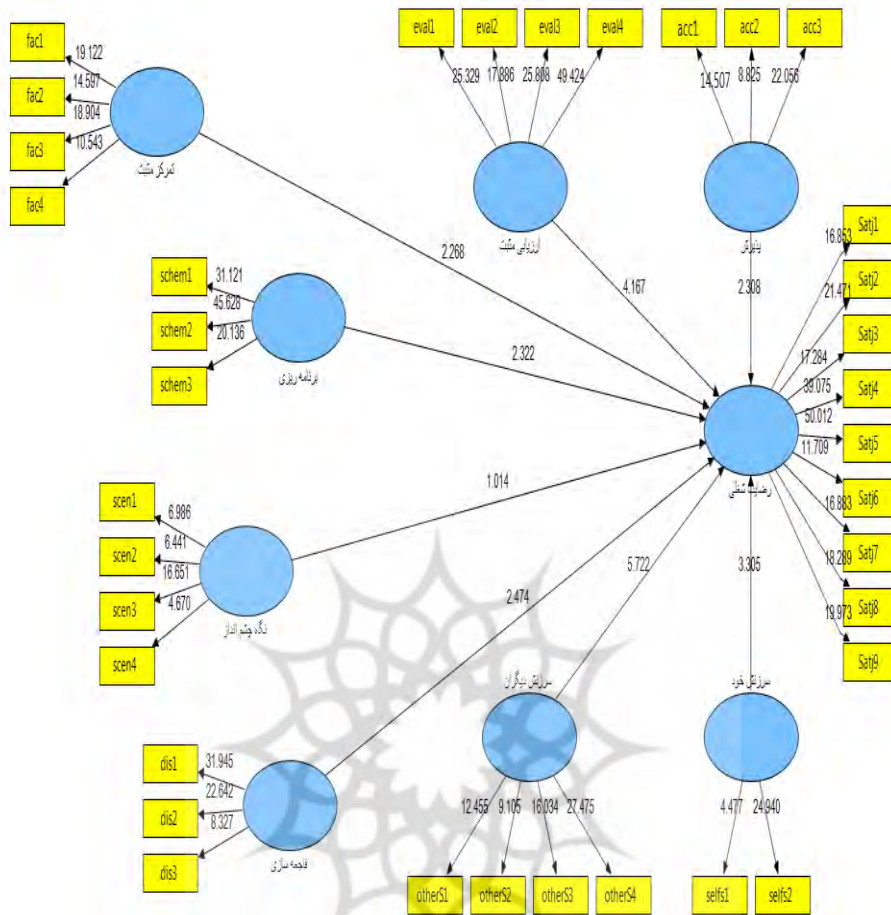 eval1 eval2 eval3 eval4 acc1 acc2 acc3
25.329 17.886 25.808 49.424 14.507 8.825 22.056
fac1
19.122
fac2
14.597
fac3
18.904
fac4
10.543
تمرکز مثبت
ارزیابی مثبت
پذیرش
2.268
4.167
2.308
schem1
31.121
schem2
45.628
schem3
20.136
برنامه ریزی
2.322
Satj1
16.853
Satj2
21.471
Satj3
17.284
Satj4
39.075
Satj5
50.012
Satj6
11.709
Satj7
16.883
Satj8
18.289
Satj9
19.973
رضایت شغلی
1.014
scen1
6.986
scen2
6.441
scen3
16.651
scen4
4.670
نگاه چشم انداز
2.474
5.722
3.305
سرزنش دیگران
سرزنش خود
dis1
31.945
dis2
22.642
dis3
8.327
فاجعه سازی
12.455 9.105 16.034 27.475 4.477 24.940
otherS1 otherS2 otherS3 otherS4 selfs1 selfs2